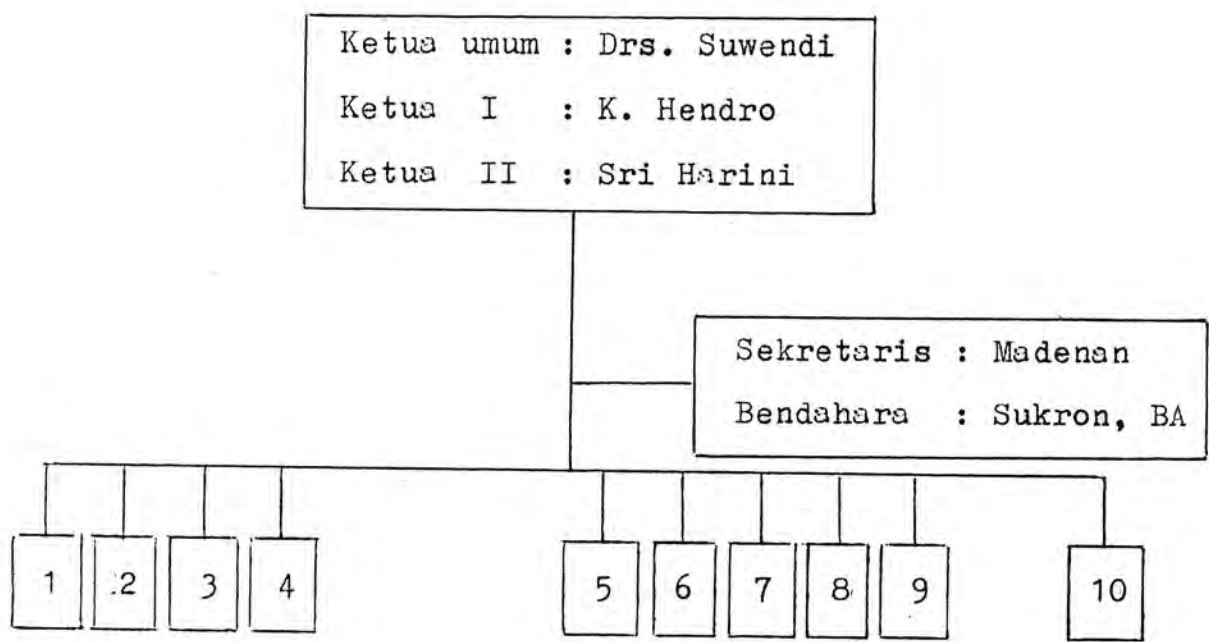 Ketua umum : Drs. Suwendi
Ketua I : K. Hendro
Ketua II : Sri Harini
Sekretaris : Madenan
Bendahara : Sukron, BA
1 2 3 4 5 6 7 8 9 10